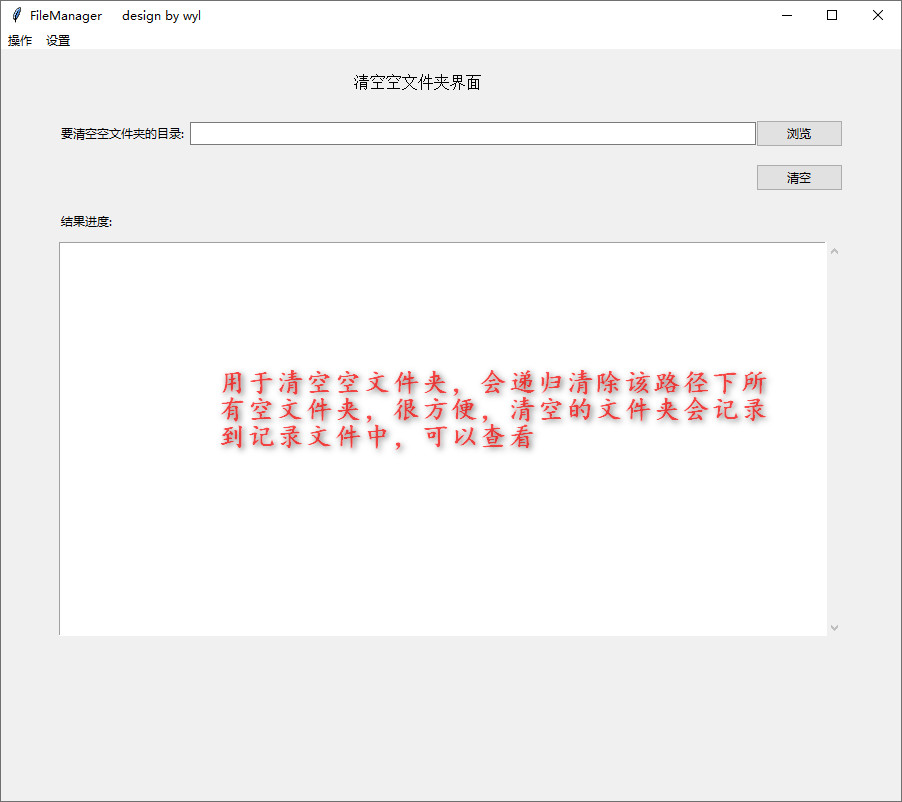 FileManager design by wyl
操作 设置
清空空文件夹界面
要清空空文件夹的目录: 浏览
清空
结果进度:
用于清空空文件夹，会递归清除该路径下所
有空文件夹，很方便，清空的文件夹会记录
到记录文件中，可以查看